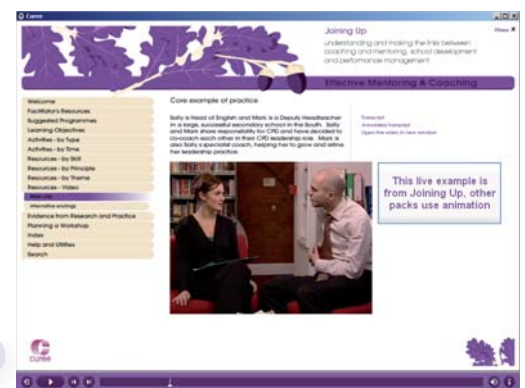 Curee
Joining Up
Close X
understanding and making the links between
coaching and mentoring, school development
and performance management
Effective Mentoring & Coaching
Welcome
Facilitator's Resources
Suggested Programmes
Learning Objectives
Activities - by Type
Activities - by Time
Resources - by Skill
Resources - by Principle
Resources - by Theme
Resources - Video
Main clip
Alternative endings
Evidence from Research and Practice
Planning a Workshop
Index
Help and Utilities
Search
Core example of practice
Sally is Head of English and Mark is a Deputy Headteacher
in a large, successful secondary school in the South. Sally
and Mark share responsibility for CPD and have decided to
co-coach each other in their CPD leadership role. Mark is
also Sally's specialist coach, helping her to grow and refine
her leadership practice.
Transcript
Annotated transcript
Open the video in new window
This live example is
from Joining Up, other
packs use animation
curee